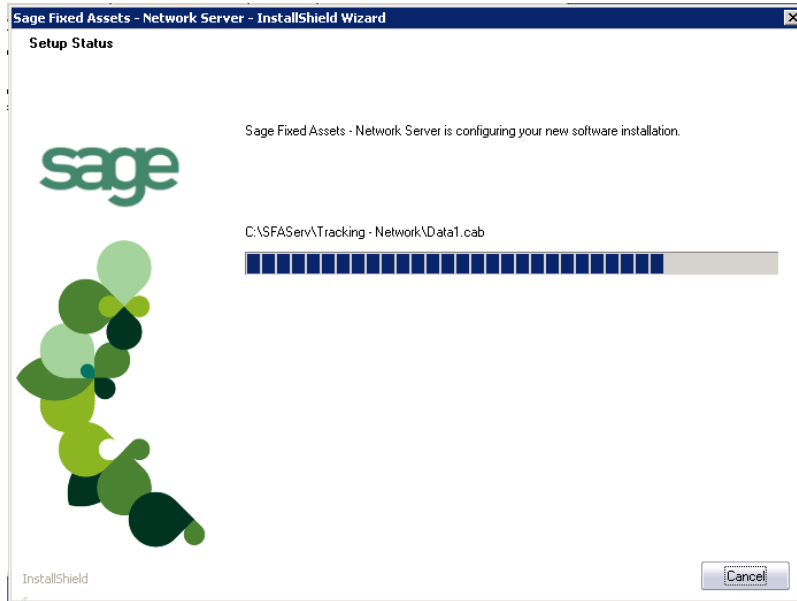 Sage Fixed Assets - Network Server - InstallShield Wizard
Setup Status
Sage Fixed Assets - Network Server is configuring your new software installation.
sage
C:\SFAServ\Tracking - Network\Data1.cab
InstallShield
Cancel